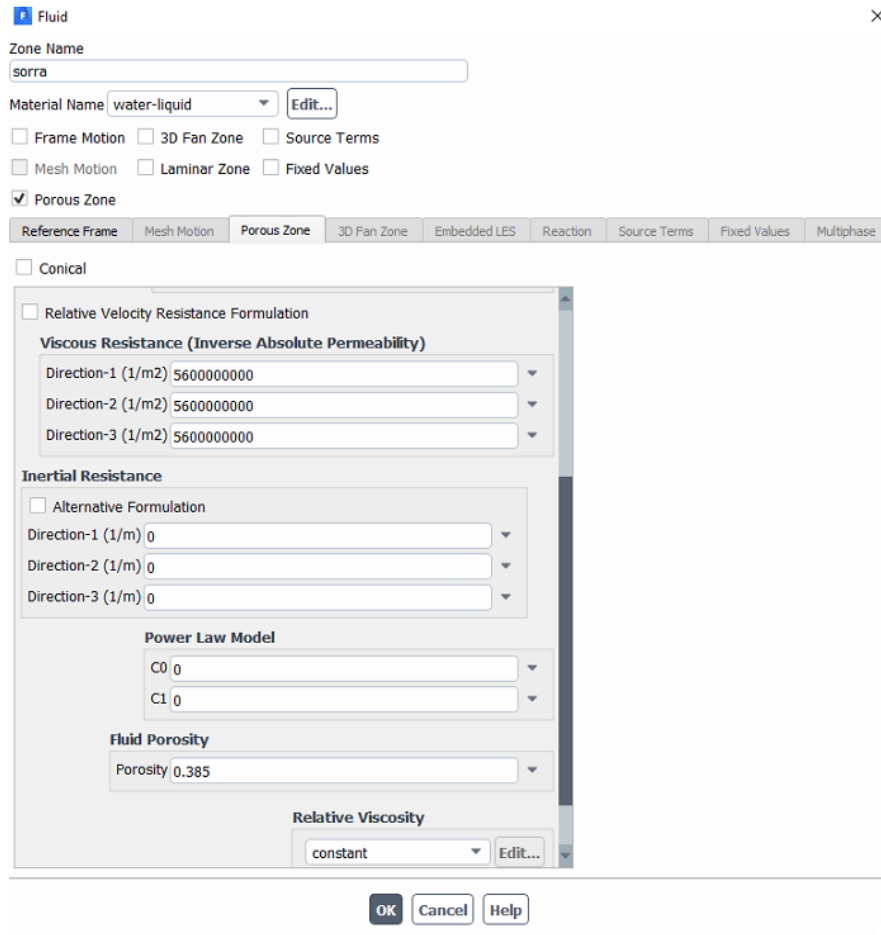 Fluid
Zone Name
sorra
Material Name water-liquid Edit...
Frame Motion 3D Fan Zone Source Terms
Mesh Motion Laminar Zone Fixed Values
Porous Zone
Reference Frame Mesh Motion Porous Zone 3D Fan Zone Embedded LES Reaction Source Terms Fixed Values Multiphase
Conical
Relative Velocity Resistance Formulation
Viscous Resistance (Inverse Absolute Permeability)
Direction-1 (1/m2) 5600000000
Direction-2 (1/m2) 5600000000
Direction-3 (1/m2) 5600000000
Inertial Resistance
Alternative Formulation
Direction-1 (1/m) 0
Direction-2 (1/m) 0
Direction-3 (1/m) 0
Power Law Model
C0 0
C1 0
Fluid Porosity
Porosity 0.385
Relative Viscosity
constant Edit...
OK Cancel Help